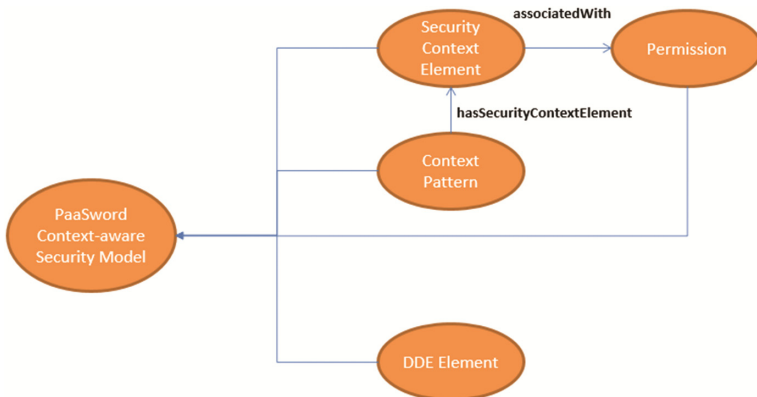 associatedWith
Security
Context
Element
Permission
hasSecurityContextElement
Context
Pattern
PaaSword
Context-aware
Security Model
DDE Element